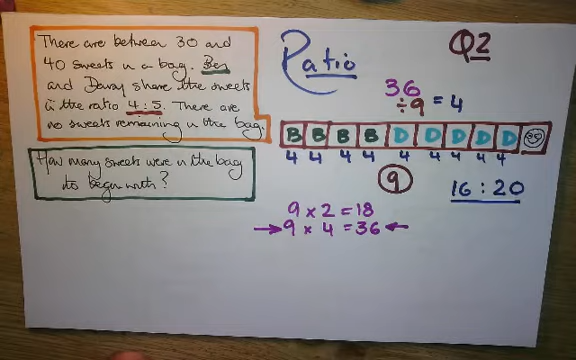 There are between 30 and
40 sweets in a bag. Ben
and Daisy share the sweets
in the ratio 4:5. There are
no sweets remaining in the bag.
How many sweets were in the bag
to begin with?
Ratio
Q2
36
÷9 = 4
B B B B D D D D D
4 4 4 4 4 4 4 4 4
9
16 : 20
9 × 2 = 18
→ 9 × 4 = 36 ←